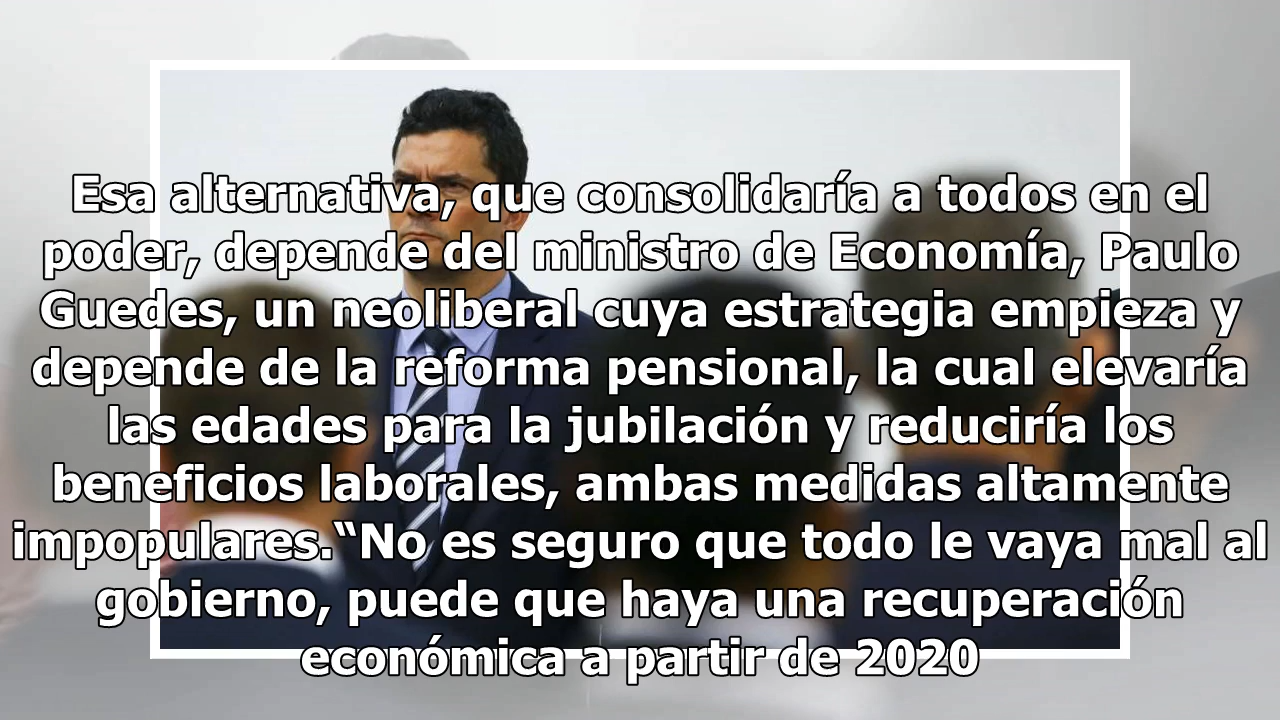 Esa alternativa, que consolidaría a todos en el
poder, depende del ministro de Economía, Paulo
Guedes, un neoliberal cuya estrategia empieza y
depende de la reforma pensional, la cual elevaría
las edades para la jubilación y reduciría los
beneficios laborales, ambas medidas altamente
impopulares.“No es seguro que todo le vaya mal al
gobierno, puede que haya una recuperación
económica a partir de 2020